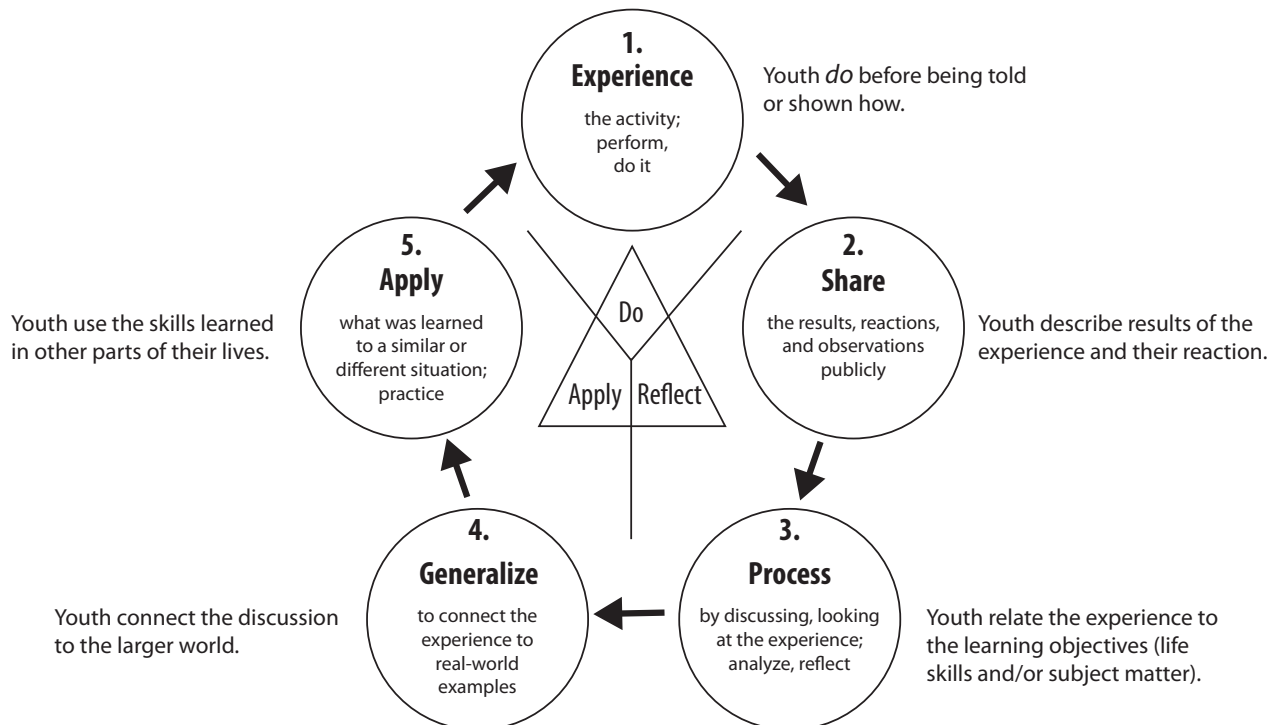 1.
Experience
the activity;
perform,
do it
Youth do before being told
or shown how.
2.
Share
the results, reactions,
and observations
publicly
Youth describe results of the
experience and their reaction.
3.
Process
by discussing, looking
at the experience;
analyze, reflect
Youth relate the experience to
the learning objectives (life
skills and/or subject matter).
4.
Generalize
to connect the
experience to
real-world
examples
Youth connect the discussion
to the larger world.
5.
Apply
what was learned
to a similar or
different situation;
practice
Youth use the skills learned
in other parts of their lives.
Do
Apply
Reflect